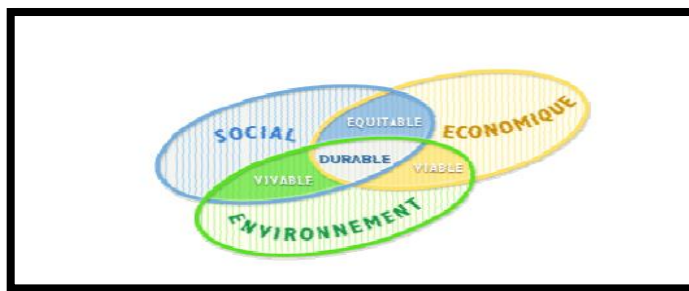 SOCIAL
EQUITABLE
ECONOMIQUE
DURABLE
VIVABLE
VIABLE
ENVIRONNEMENT